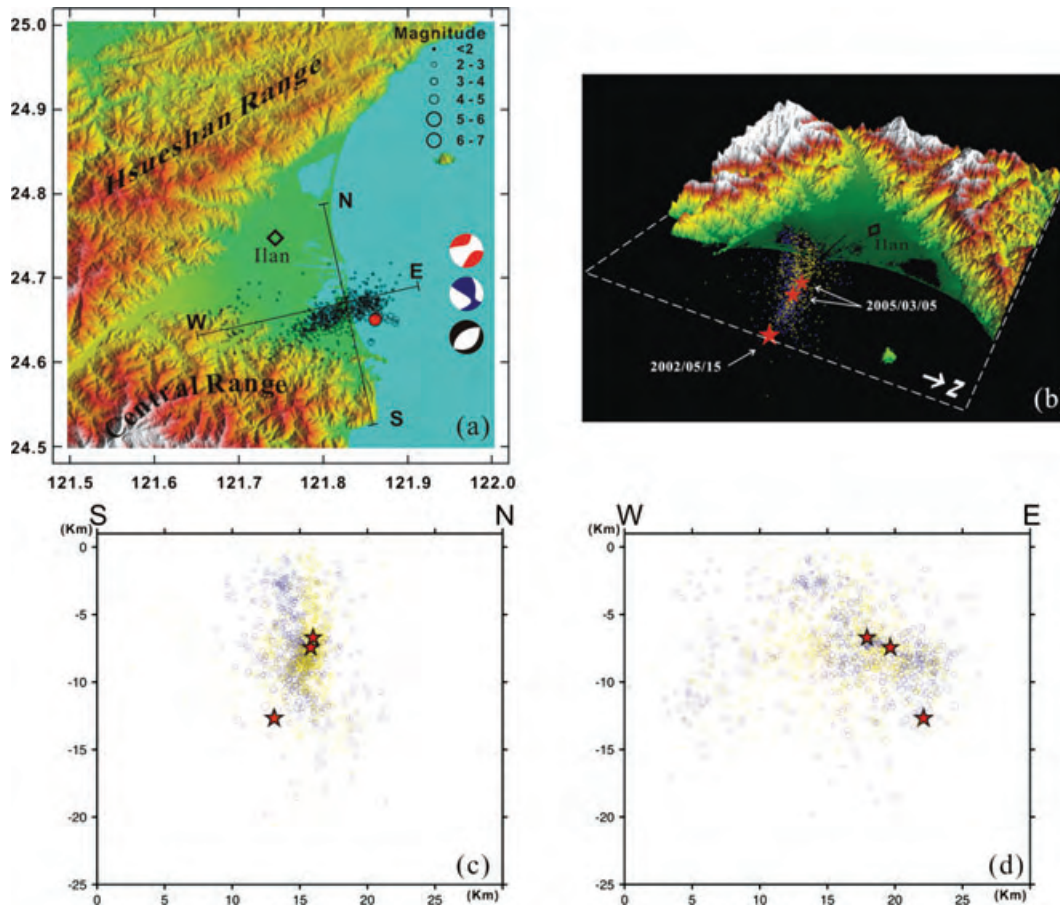 25.0
24.9
24.8
24.7
24.6
24.5
121.5 121.6 121.7 121.8 121.9 122.0
Hsueshan Range
Central Range
Ilan
N
E
W
S
Magnitude
<2
2 - 3
3 - 4
4 - 5
5 - 6
6 - 7
(a)
Ilan
2005/03/05
2002/05/15
Z
(b)
S N
(Km)
0
-5
-10
-15
-20
-25
0 5 10 15 20 25 (Km)
(c)
W E
(Km)
0
-5
-10
-15
-20
-25
0 5 10 15 20 25 (Km)
(d)